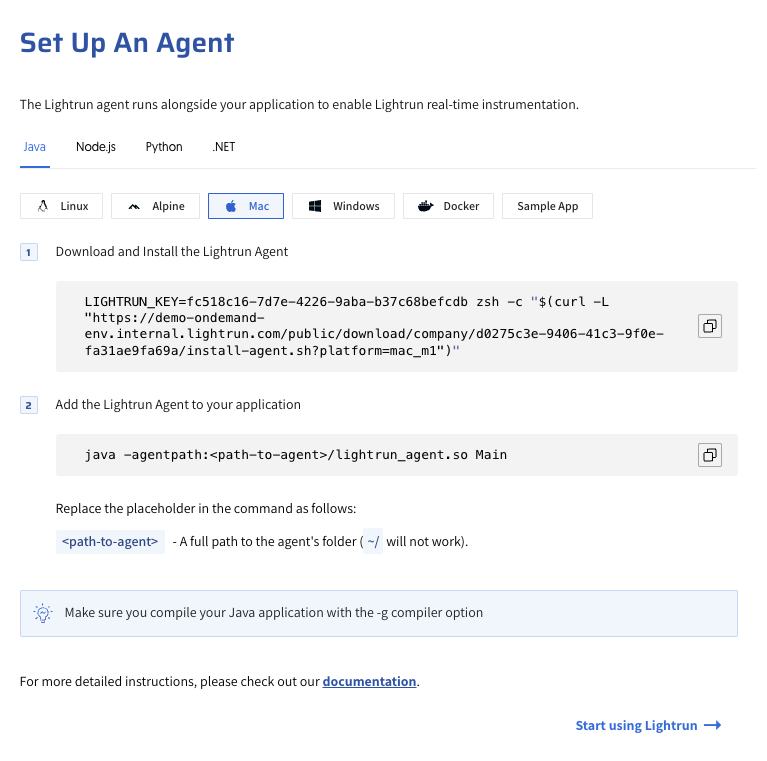 Set Up An Agent
The Lightrun agent runs alongside your application to enable Lightrun real-time instrumentation.
Java Node.js Python .NET
Linux Alpine Mac Windows Docker Sample App
1 Download and Install the Lightrun Agent
LIGHTRUN_KEY=fc518c16-7d7e-4226-9aba-b37c68befcdb zsh -c "$(curl -L
"https://demo-ondemand-
env.internal.lightrun.com/public/download/company/d0275c3e-9406-41c3-9f0e-
fa31ae9fa69a/install-agent.sh?platform=mac_m1")"
2 Add the Lightrun Agent to your application
java -agentpath:<path-to-agent>/lightrun_agent.so Main
Replace the placeholder in the command as follows:
<path-to-agent> - A full path to the agent's folder ( ~/ will not work).
Make sure you compile your Java application with the -g compiler option
For more detailed instructions, please check out our documentation.
Start using Lightrun